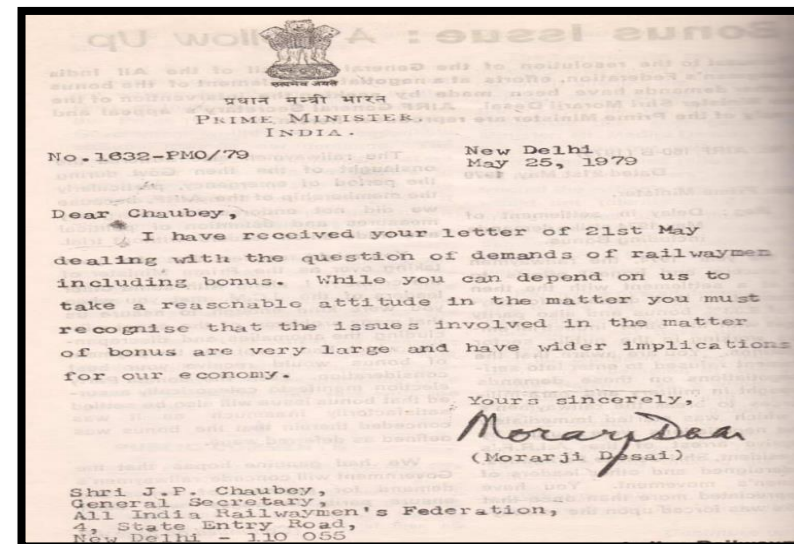 सत्यमेव जयते
प्रधान मन्त्री भारत
PRIME MINISTER
INDIA.
No.1632-PMO/'79
New Delhi
May 25, 1979
Dear Chaubey,
I have received your letter of 21st May
dealing with the question of demands of railwaymen
including bonus. While you can depend on us to
take a reasonable attitude in the matter you must
recognise that the issues involved in the matter
of bonus are very large and have wider implications
for our economy.
Yours sincerely,
Morarji Desai
(Morarji Desai)
Shri J.P. Chaubey,
General Secretary,
All India Railwaymen's Federation,
4, State Entry Road,
New Delhi - 110 055